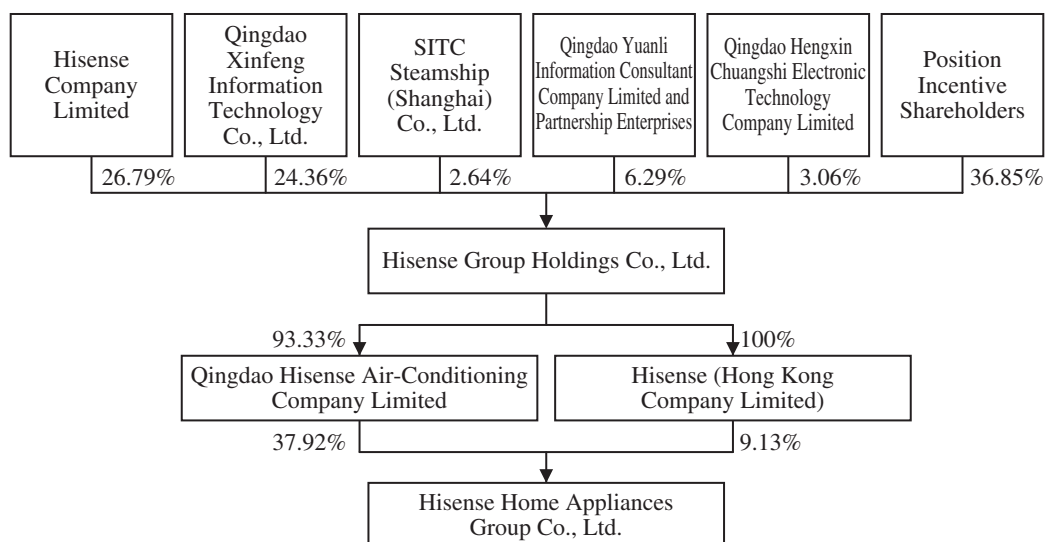 Hisense
Company
Limited
Qingdao
Xinfeng
Information
Technology
Co., Ltd.
SITC
Steamship
(Shanghai)
Co., Ltd.
Qingdao Yuanli
Information Consultant
Company Limited and
Partnership Enterprises
Qingdao Hengxin
Chuangshi Electronic
Technology
Company Limited
Position
Incentive
Shareholders
26.79%
24.36%
2.64%
6.29%
3.06%
36.85%
Hisense Group Holdings Co., Ltd.
93.33%
100%
Qingdao Hisense Air-Conditioning
Company Limited
Hisense (Hong Kong
Company Limited)
37.92%
9.13%
Hisense Home Appliances
Group Co., Ltd.